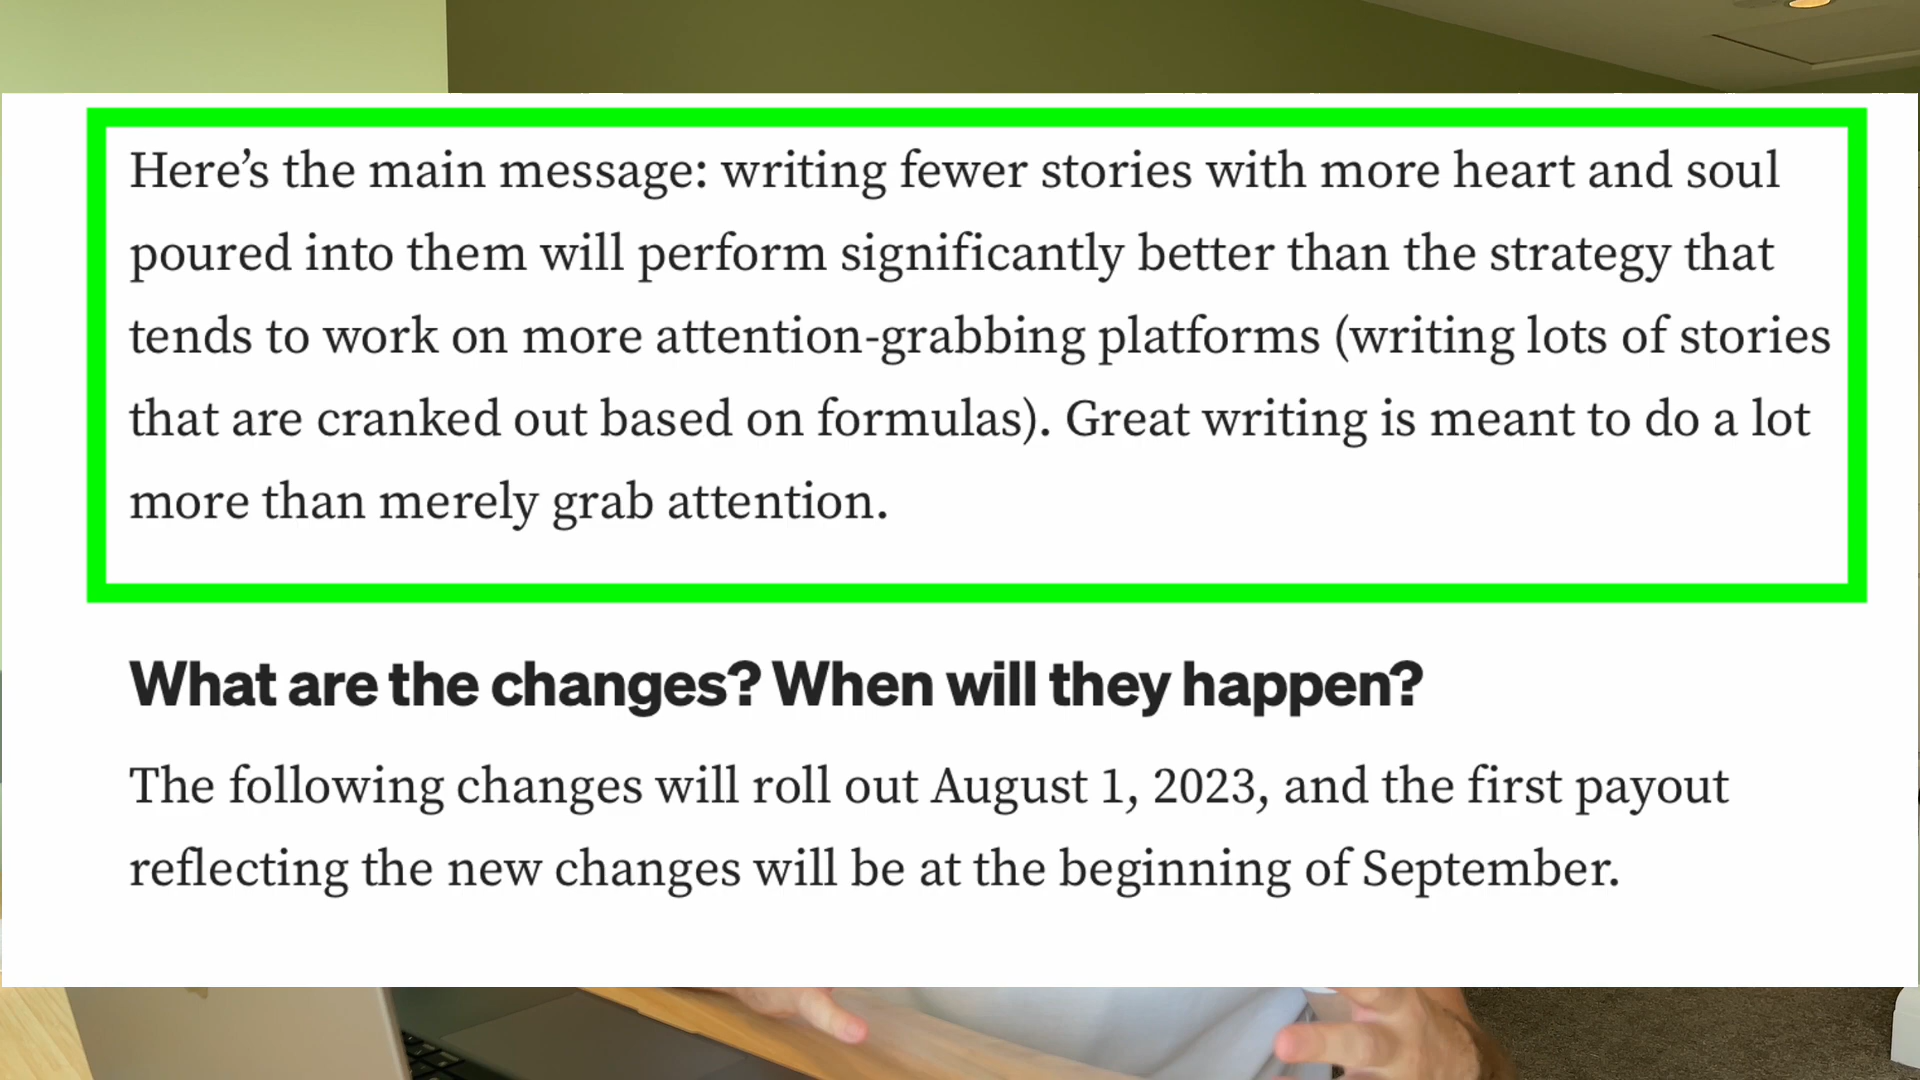 Here’s the main message: writing fewer stories with more heart and soul
poured into them will perform significantly better than the strategy that
tends to work on more attention-grabbing platforms (writing lots of stories
that are cranked out based on formulas). Great writing is meant to do a lot
more than merely grab attention.
What are the changes? When will they happen?
The following changes will roll out August 1, 2023, and the first payout
reflecting the new changes will be at the beginning of September.